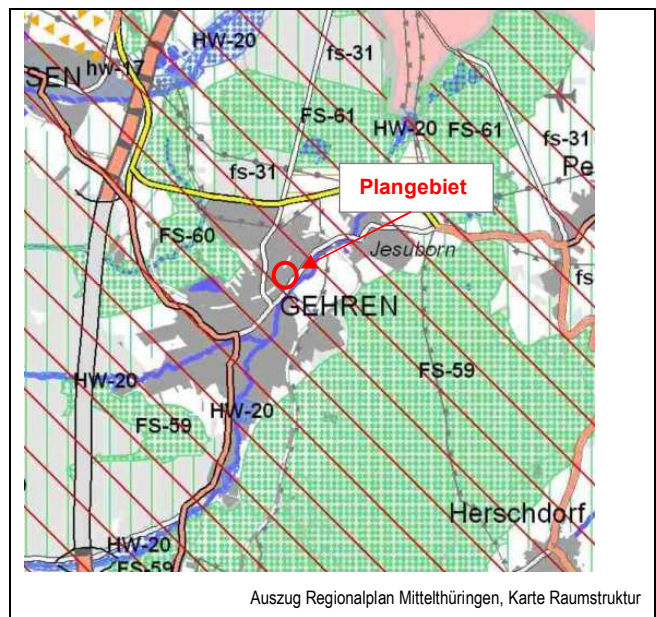 HW-20
SEN
hw-17
fs-31
FS-61
HW-20
FS-61
fs-31
Pe
fs-31
Plangebiet
FS-60
Jesuborn
fs
GEHREN
FS-59
HW-20
HW-20
FS-59
Herschdorf
HW-20
FS-59
Auszug Regionalplan Mittelthüringen, Karte Raumstruktur